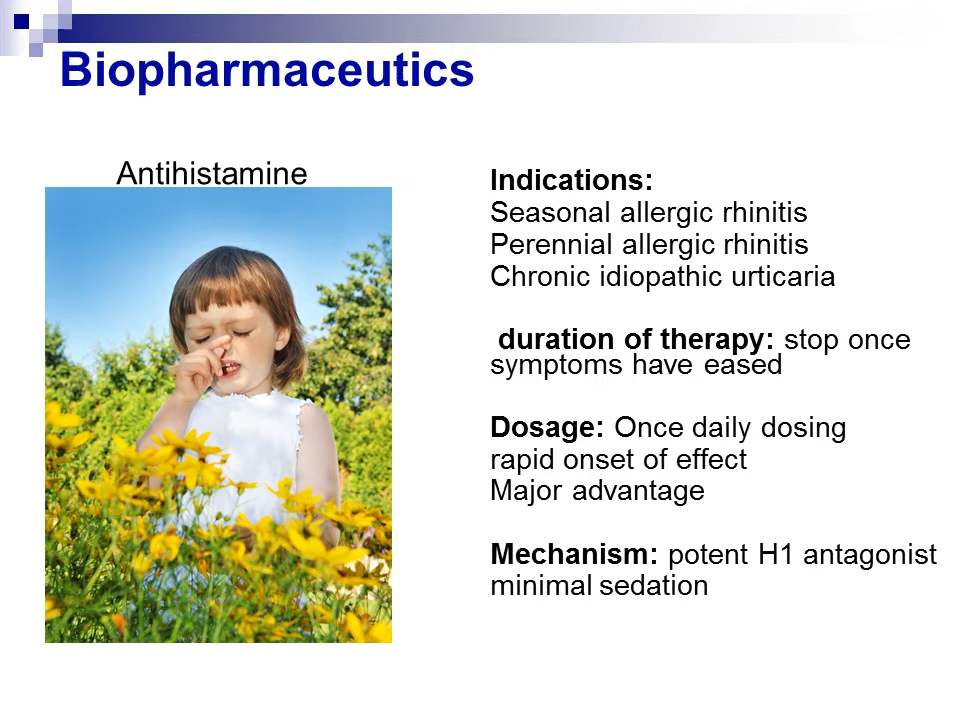 Biopharmaceutics
Antihistamine
Indications:
Seasonal allergic rhinitis
Perennial allergic rhinitis
Chronic idiopathic urticaria
duration of therapy: stop once
symptoms have eased
Dosage: Once daily dosing
rapid onset of effect
Major advantage
Mechanism: potent H1 antagonist
minimal sedation